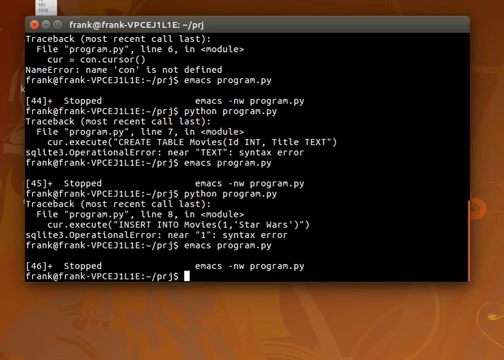 101
1010
frank@frank-VPCEJ1L1E: ~/prj
Traceback (most recent call last):
File "program.py", line 6, in <module>
cur = con.cursor()
NameError: name 'con' is not defined
frank@frank-VPCEJ1L1E:~/prj$ emacs program.py
[44]+ Stopped emacs -nw program.py
frank@frank-VPCEJ1L1E:~/prj$ python program.py
Traceback (most recent call last):
File "program.py", line 7, in <module>
cur.execute("CREATE TABLE Movies(Id INT, Title TEXT")
sqlite3.OperationalError: near "TEXT": syntax error
frank@frank-VPCEJ1L1E:~/prj$ emacs program.py
[45]+ Stopped emacs -nw program.py
frank@frank-VPCEJ1L1E:~/prj$ python program.py
Traceback (most recent call last):
File "program.py", line 8, in <module>
cur.execute("INSERT INTO Movies(1,'Star Wars')")
sqlite3.OperationalError: near "1": syntax error
frank@frank-VPCEJ1L1E:~/prj$ emacs program.py
[46]+ Stopped emacs -nw program.py
frank@frank-VPCEJ1L1E:~/prj$